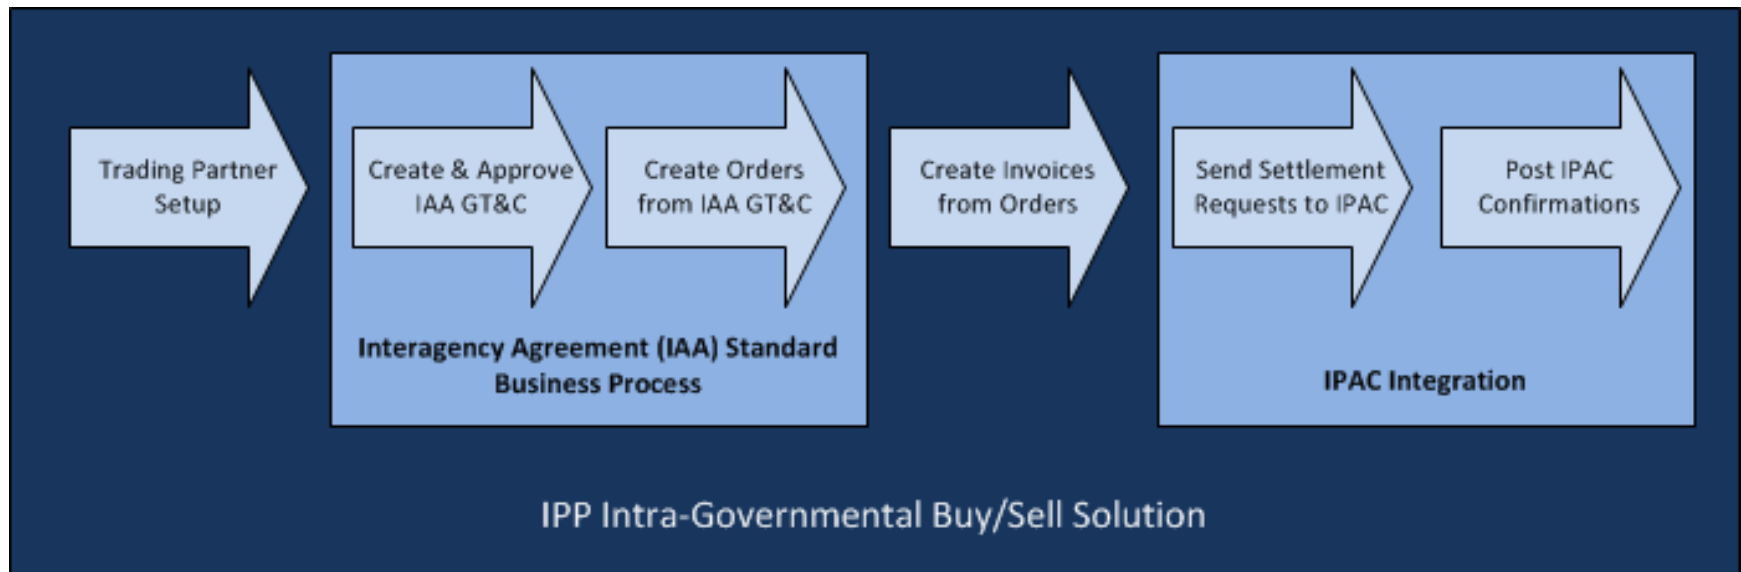 Trading Partner
Setup
Create & Approve
IAA GT&C
Create Orders
from IAA GT&C
Interagency Agreement (IAA) Standard
Business Process
Create Invoices
from Orders
Send Settlement
Requests to IPAC
Post IPAC
Confirmations
IPAC Integration
IPP Intra-Governmental Buy/Sell Solution